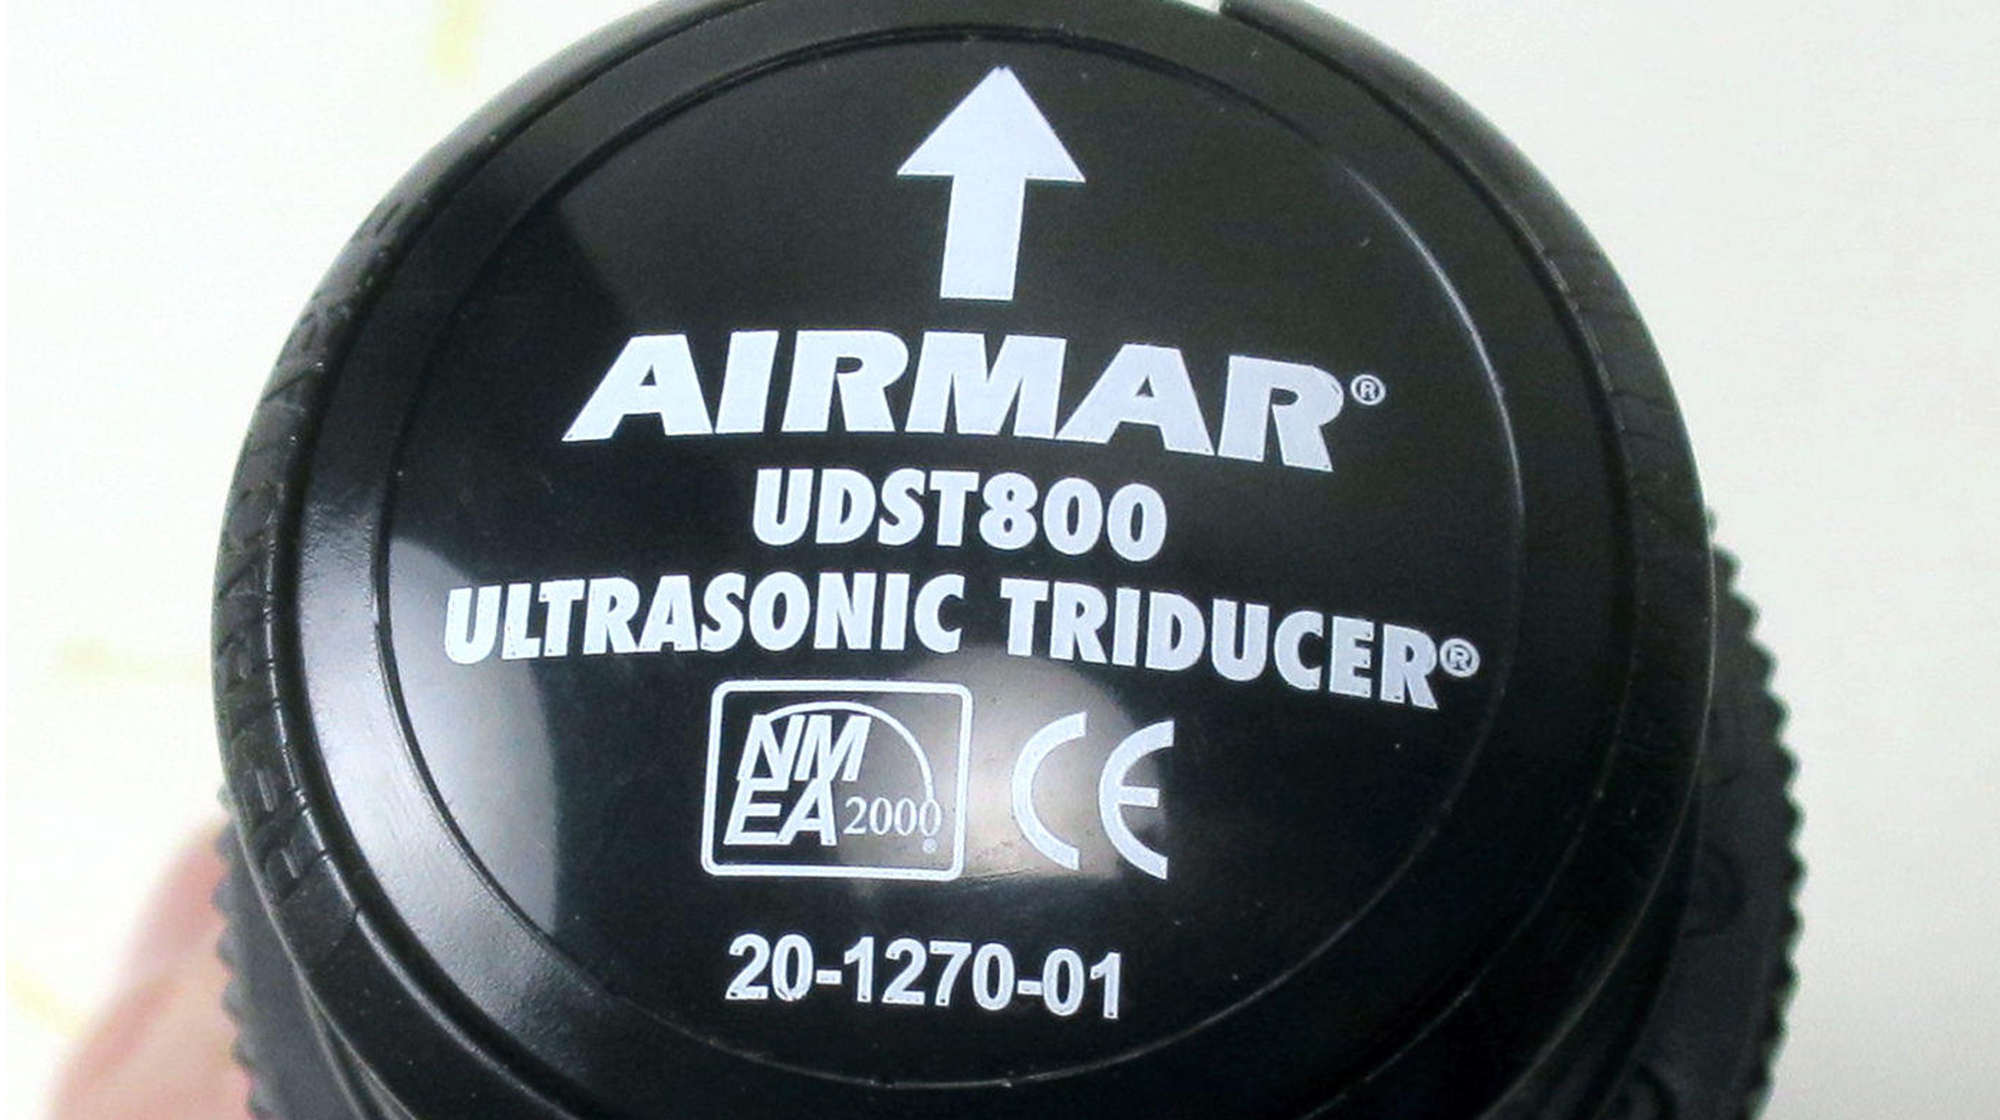 AIRMAR®
UDST800
ULTRASONIC TRIDUCER®
NMEA 2000® CE
20-1270-01